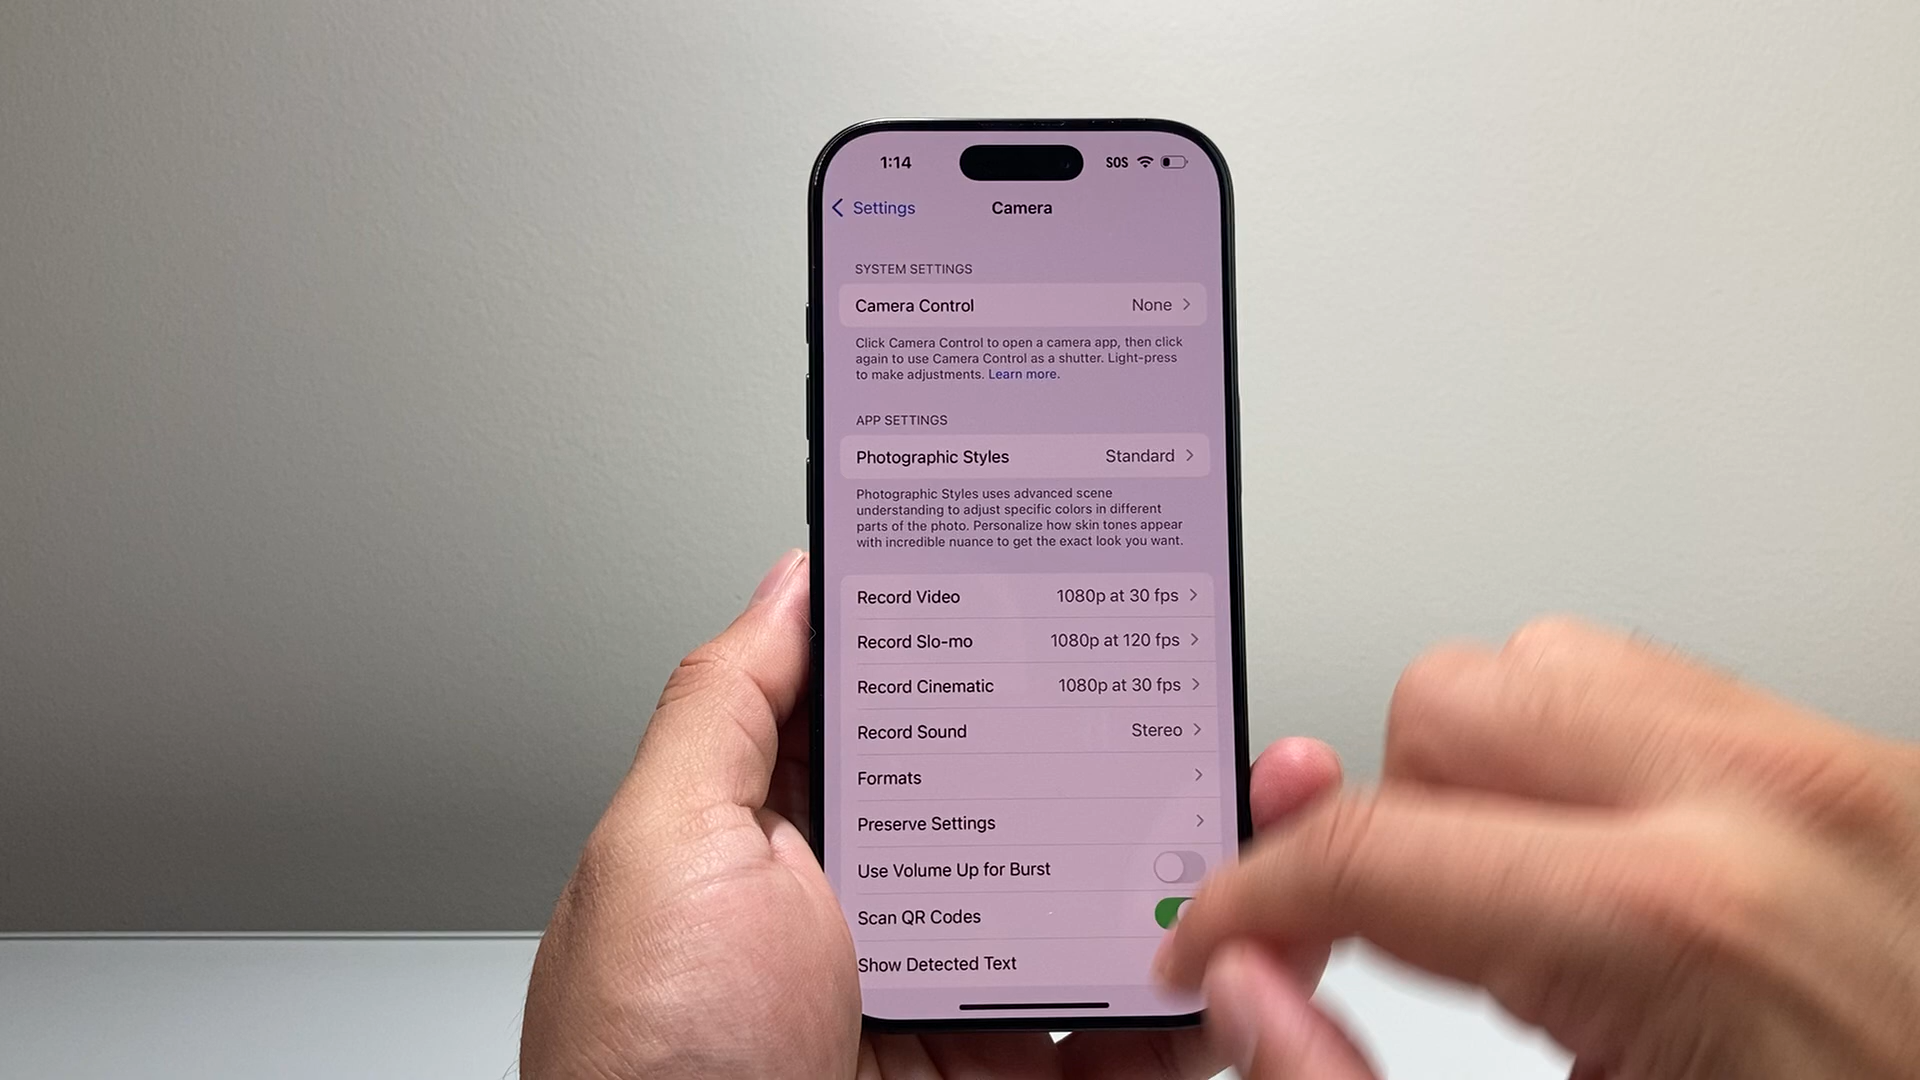 1:14 SOS
Settings Camera
SYSTEM SETTINGS
Camera Control None
Click Camera Control to open a camera app, then click
again to use Camera Control as a shutter. Light-press
to make adjustments. Learn more.
APP SETTINGS
Photographic Styles Standard
Photographic Styles uses advanced scene
understanding to adjust specific colors in different
parts of the photo. Personalize how skin tones appear
with incredible nuance to get the exact look you want.
Record Video 1080p at 30 fps
Record Slo-mo 1080p at 120 fps
Record Cinematic 1080p at 30 fps
Record Sound Stereo
Formats
Preserve Settings
Use Volume Up for Burst
Scan QR Codes
Show Detected Text